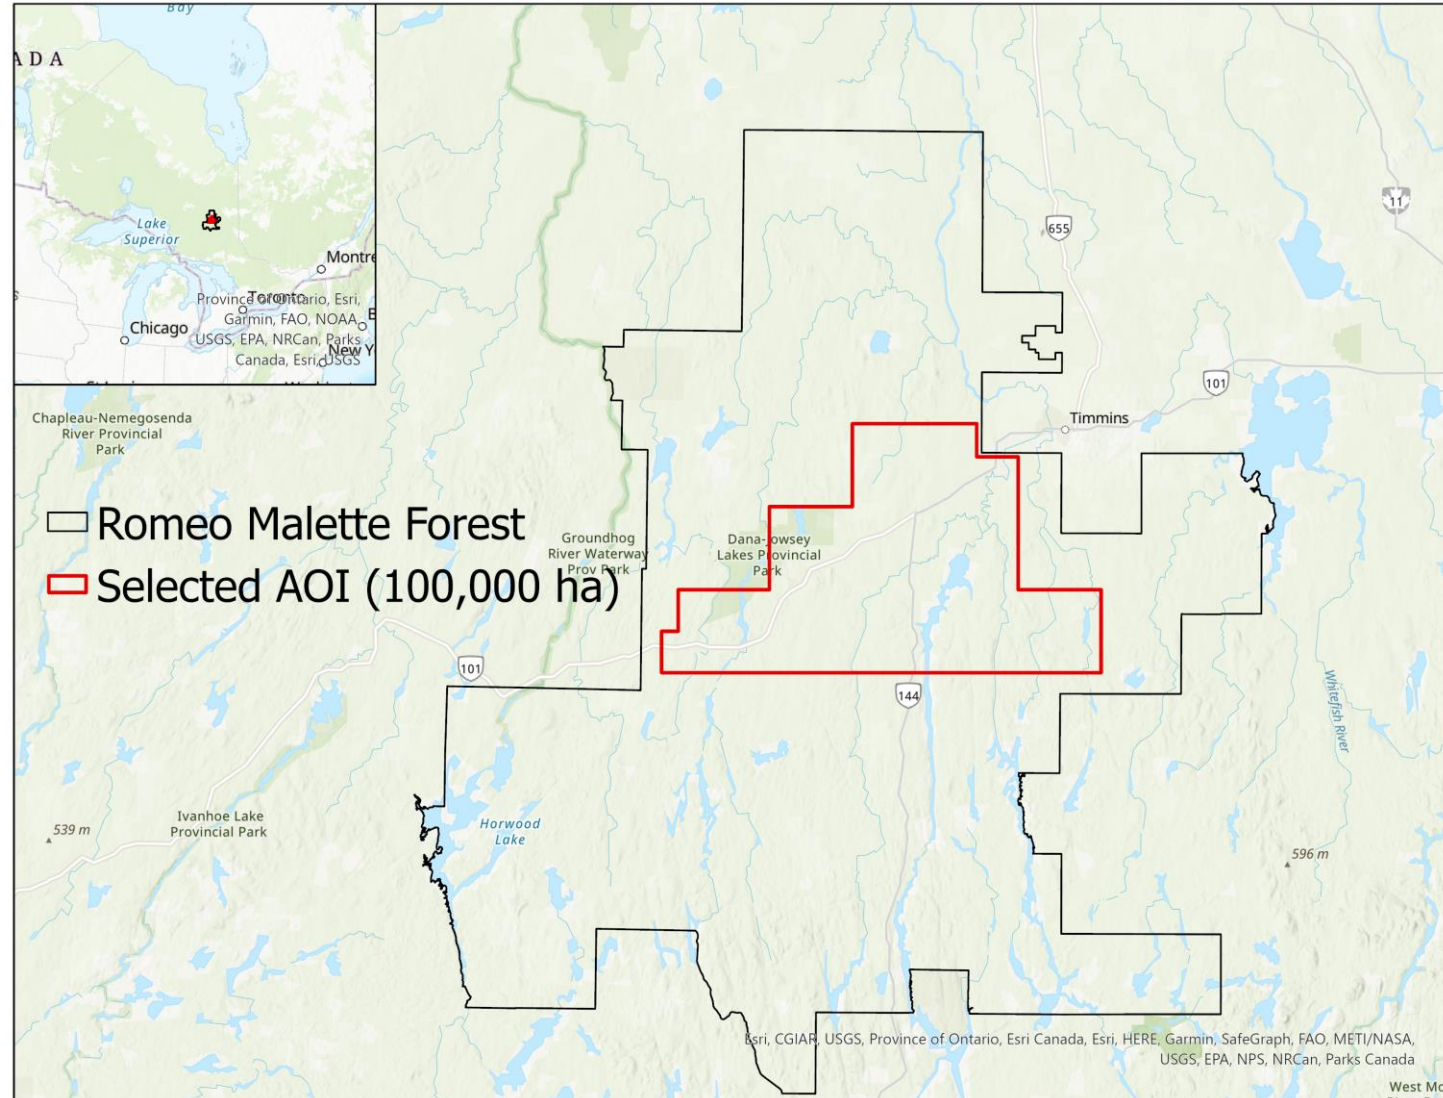 Bay
ADA
Lake
Superior
Montre
Toronto
Province of Ontario, Esri,
Garmin, FAO, NOAA,
Chicago
USGS, EPA, NRCan, Parks
New Y
Canada, Esri, USGS
655
11
101
Timmins
Chapleau-Nemegosenda
River Provincial
Park
Romeo Malette Forest
Selected AOI (100,000 ha)
Groundhog
River Waterway
Prov Park
Dana-Jowsey
Lakes Provincial
Park
101
144
Whitefish River
Ivanhoe Lake
Provincial Park
539 m
Horwood
Lake
596 m
Esri, CGIAR, USGS, Province of Ontario, Esri Canada, Esri, HERE, Garmin, SafeGraph, FAO, METI/NASA,
USGS, EPA, NPS, NRCan, Parks Canada
West Mo